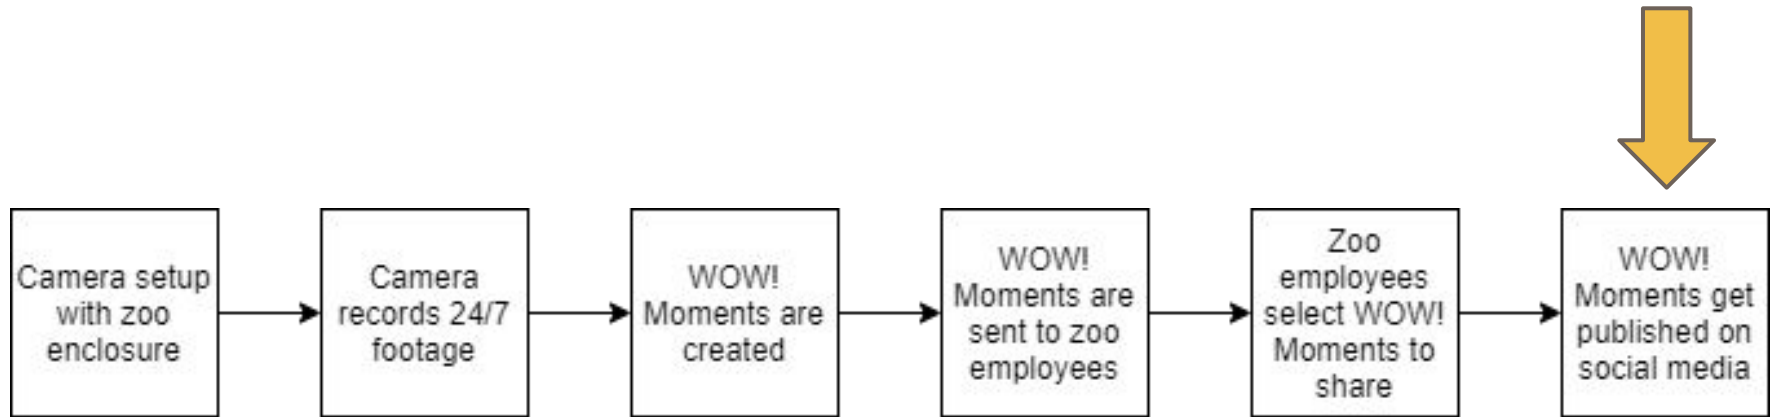 Camera setup
with zoo
enclosure
Camera
records 24/7
footage
WOW!
Moments are
created
WOW!
Moments are
sent to zoo
employees
Zoo
employees
select WOW!
Moments to
share
WOW!
Moments get
published on
social media